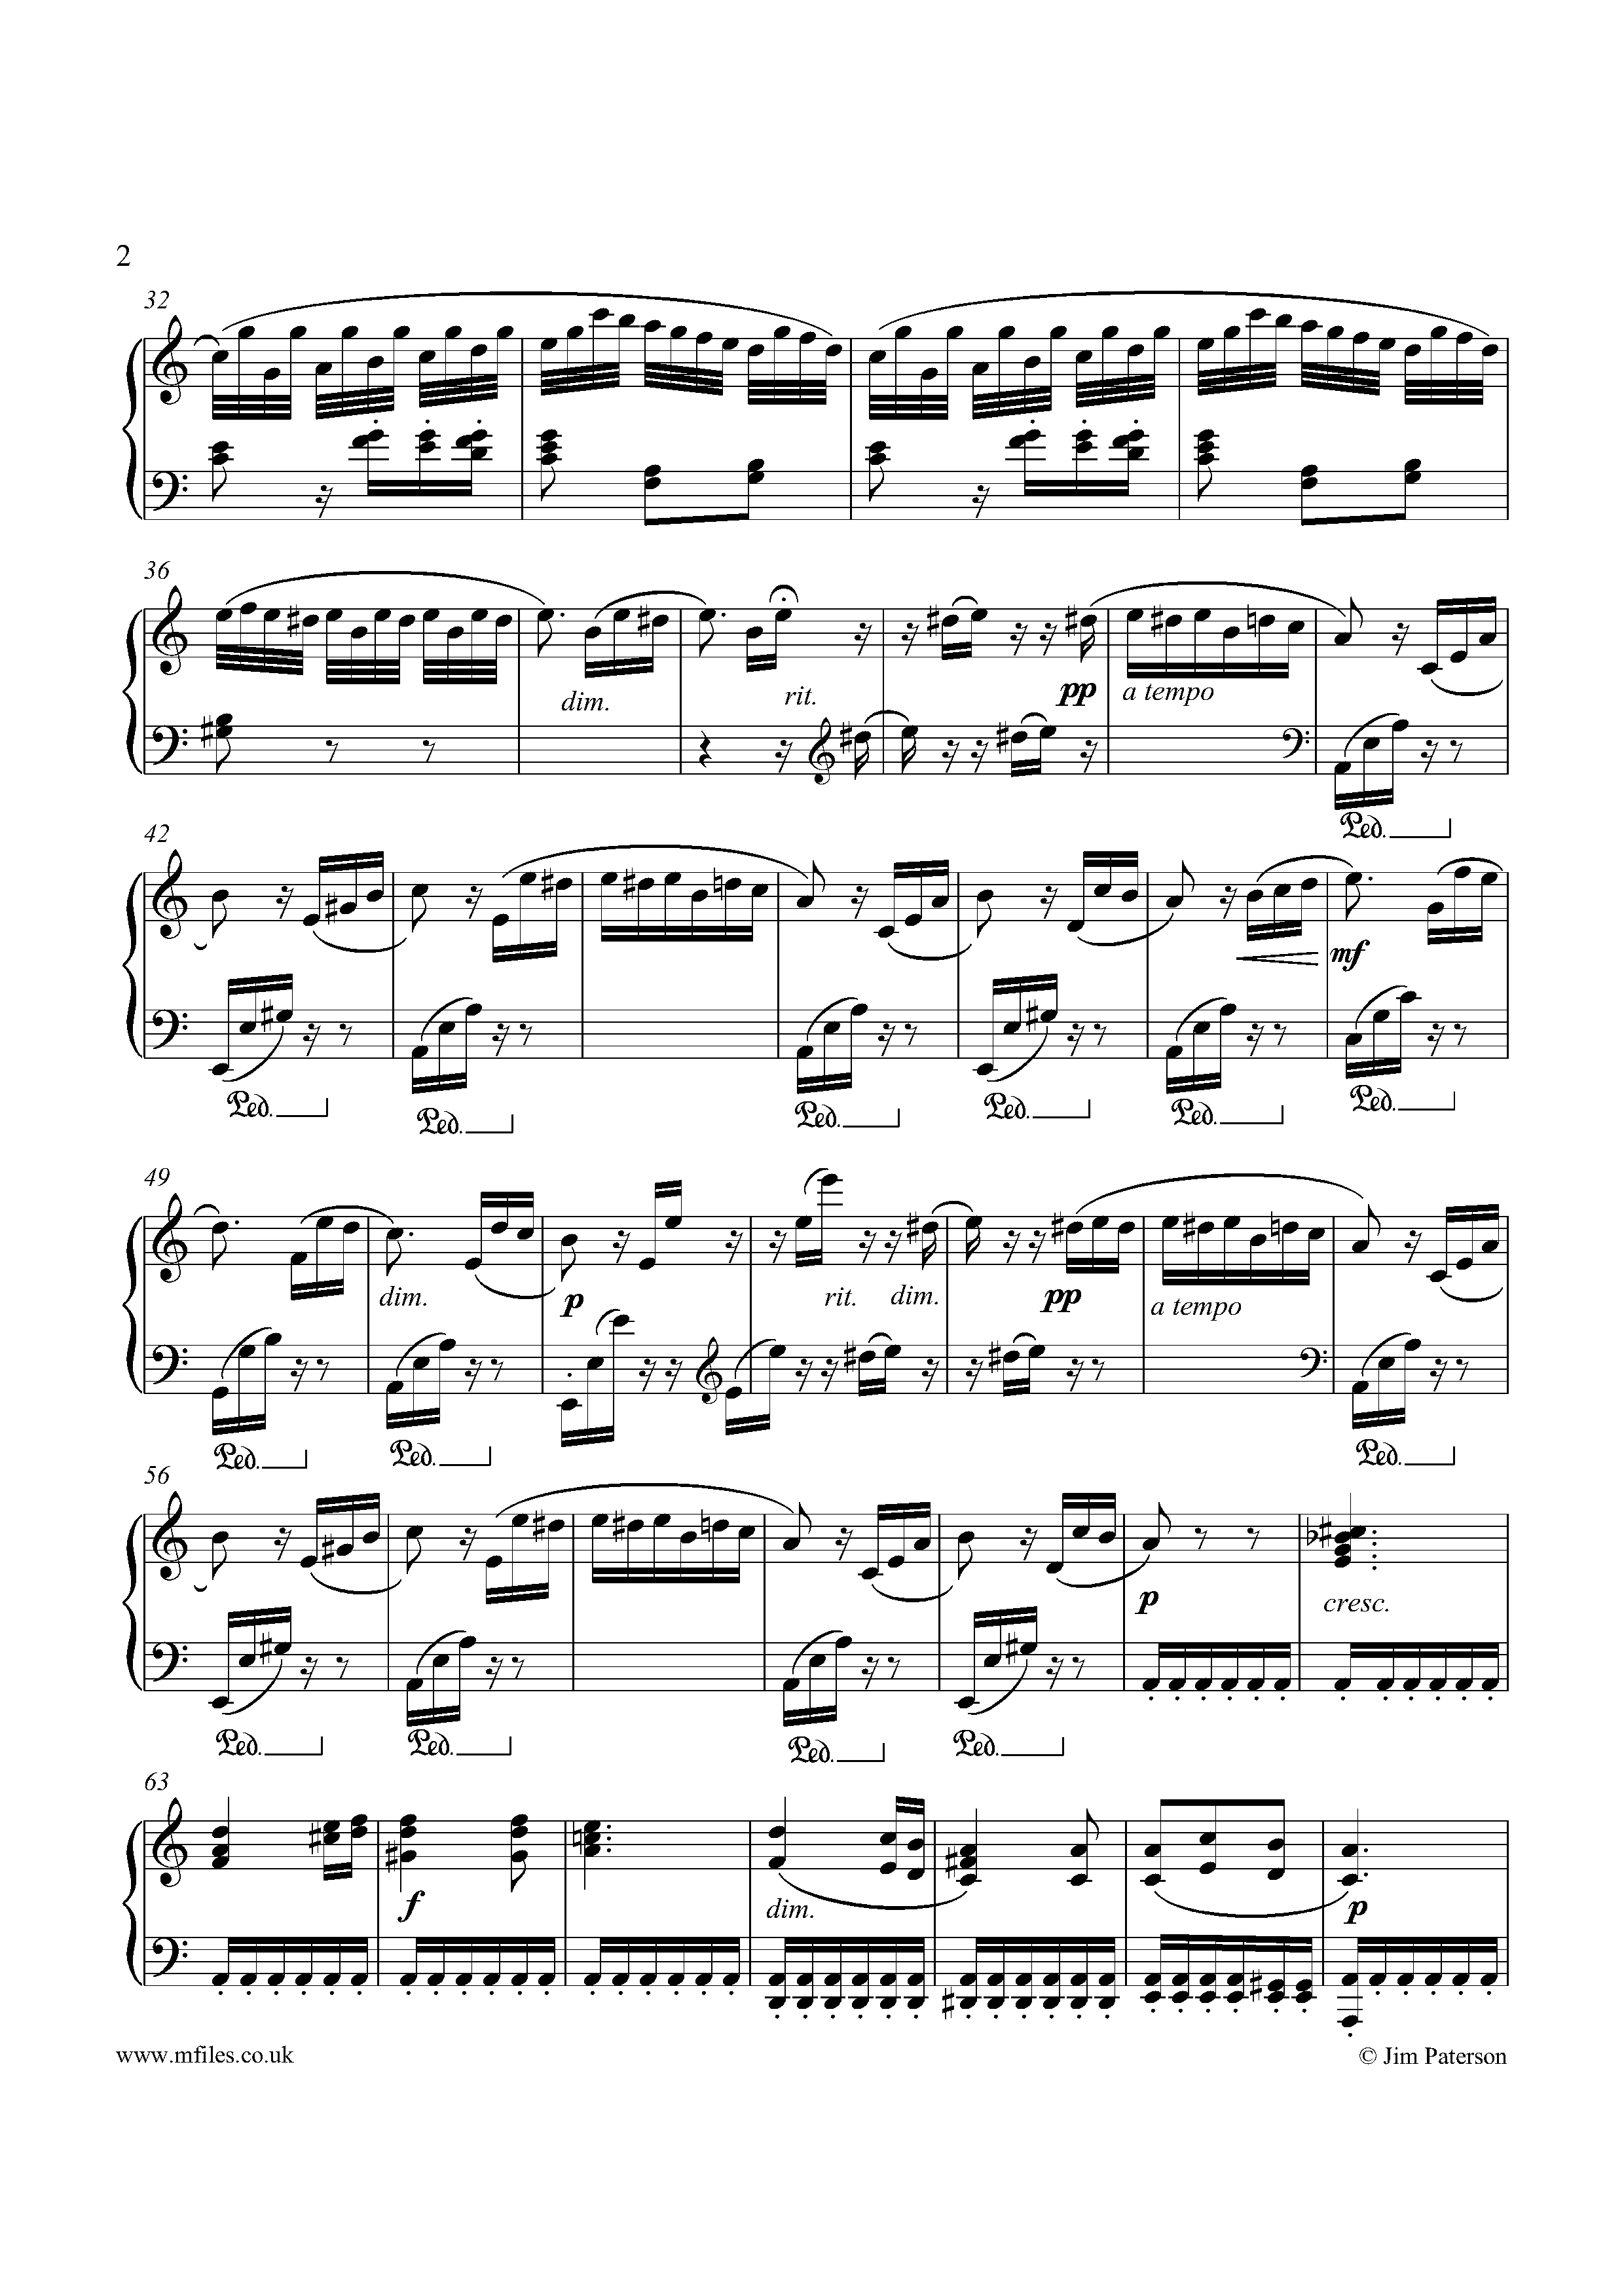 2
32
36
dim. rit. pp a tempo
Ped.
42
mf
Ped. Ped. Ped. Ped. Ped. Ped.
49
dim. p rit. dim. pp a tempo
Ped. Ped. Ped.
56
p cresc.
Ped. Ped. Ped. Ped.
63
f dim. p
www.mfiles.co.uk © Jim Paterson